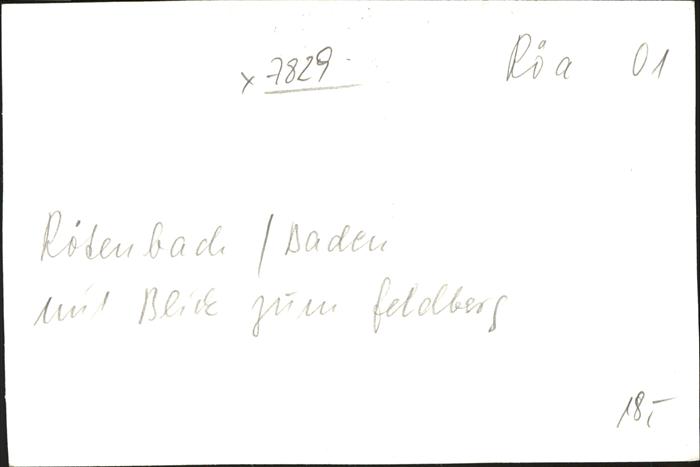 x 7829 Röa 01
Rötenbach / Baden
mit Blick zum Feldberg
18,-